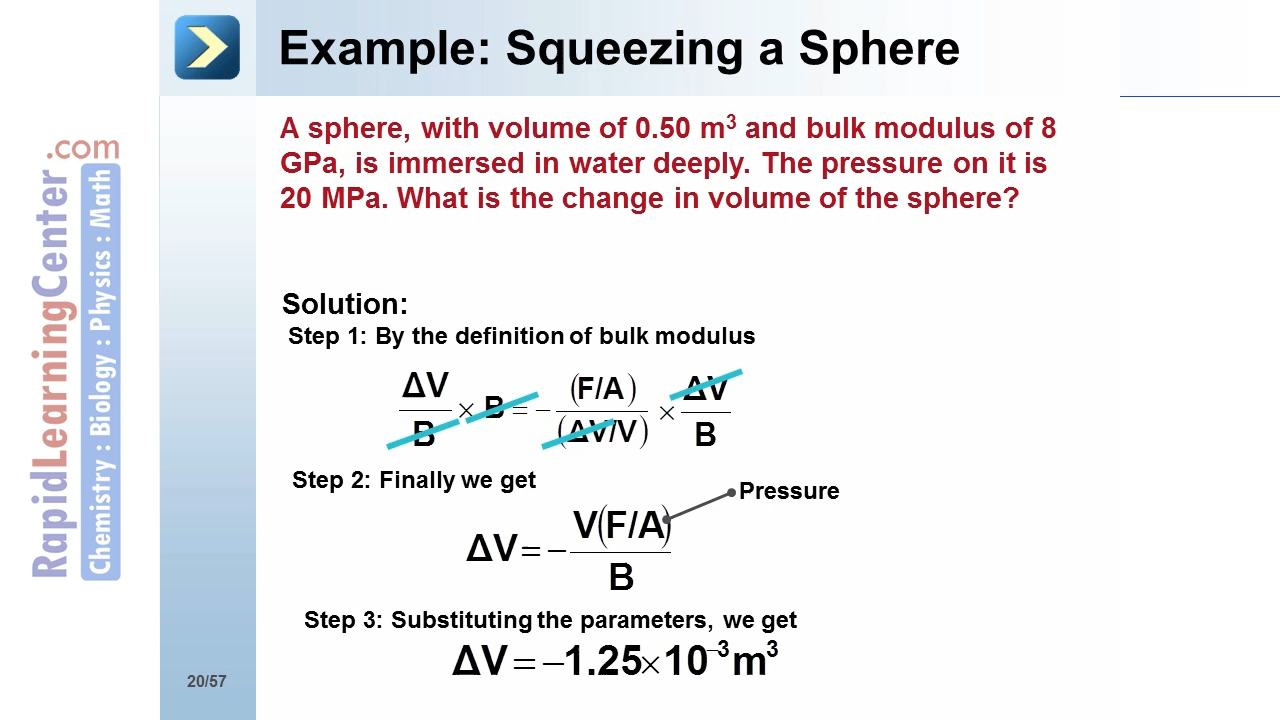 Example: Squeezing a Sphere
A sphere, with volume of 0.50 m³ and bulk modulus of 8
GPa, is immersed in water deeply. The pressure on it is
20 MPa. What is the change in volume of the sphere?
Solution:
Step 1: By the definition of bulk modulus
ΔV/B × B = − (F/A)/(ΔV/V) × ΔV/B
Step 2: Finally we get
Pressure
ΔV = − V(F/A)/B
Step 3: Substituting the parameters, we get
ΔV = −1.25×10⁻³m³
20/57
RapidLearningCenter.com
Chemistry : Biology : Physics : Math